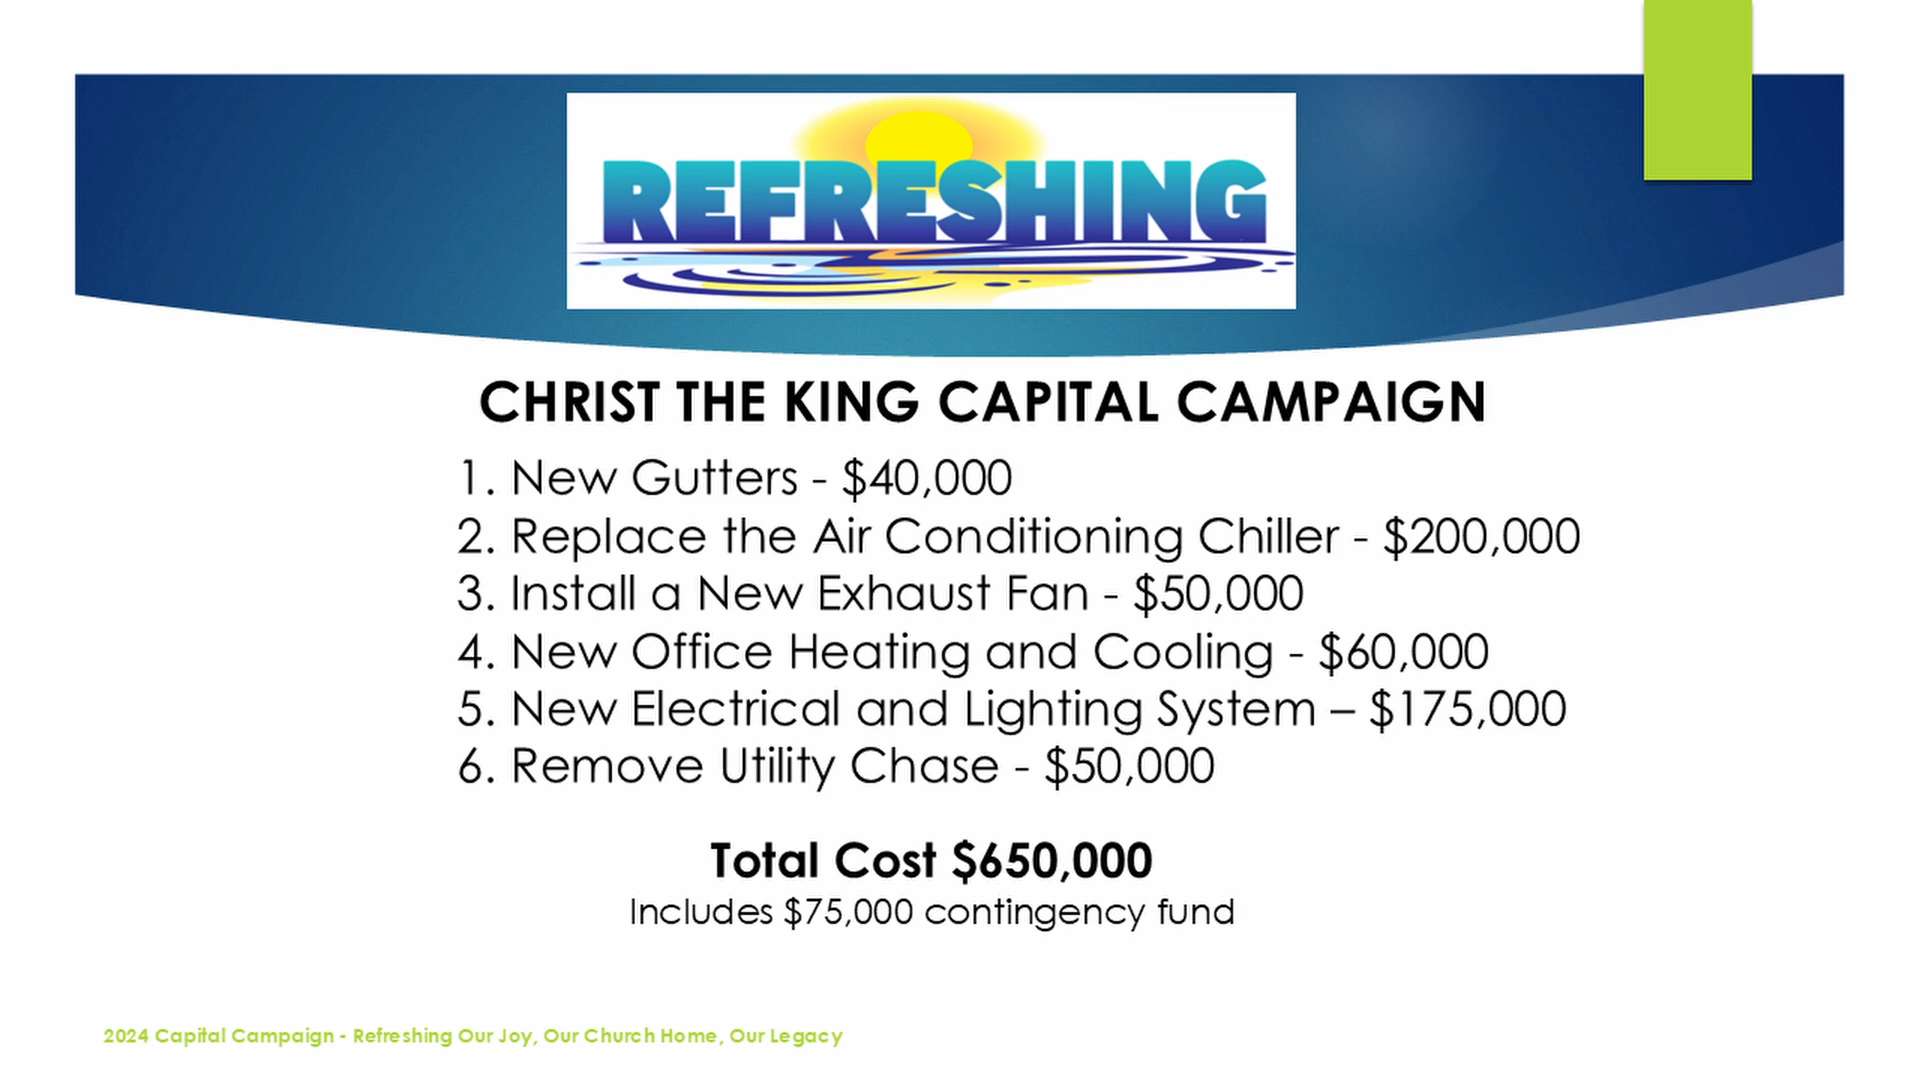 REFRESHING
CHRIST THE KING CAPITAL CAMPAIGN
1. New Gutters - $40,000
2. Replace the Air Conditioning Chiller - $200,000
3. Install a New Exhaust Fan - $50,000
4. New Office Heating and Cooling - $60,000
5. New Electrical and Lighting System – $175,000
6. Remove Utility Chase - $50,000
Total Cost $650,000
Includes $75,000 contingency fund
2024 Capital Campaign - Refreshing Our Joy, Our Church Home, Our Legacy